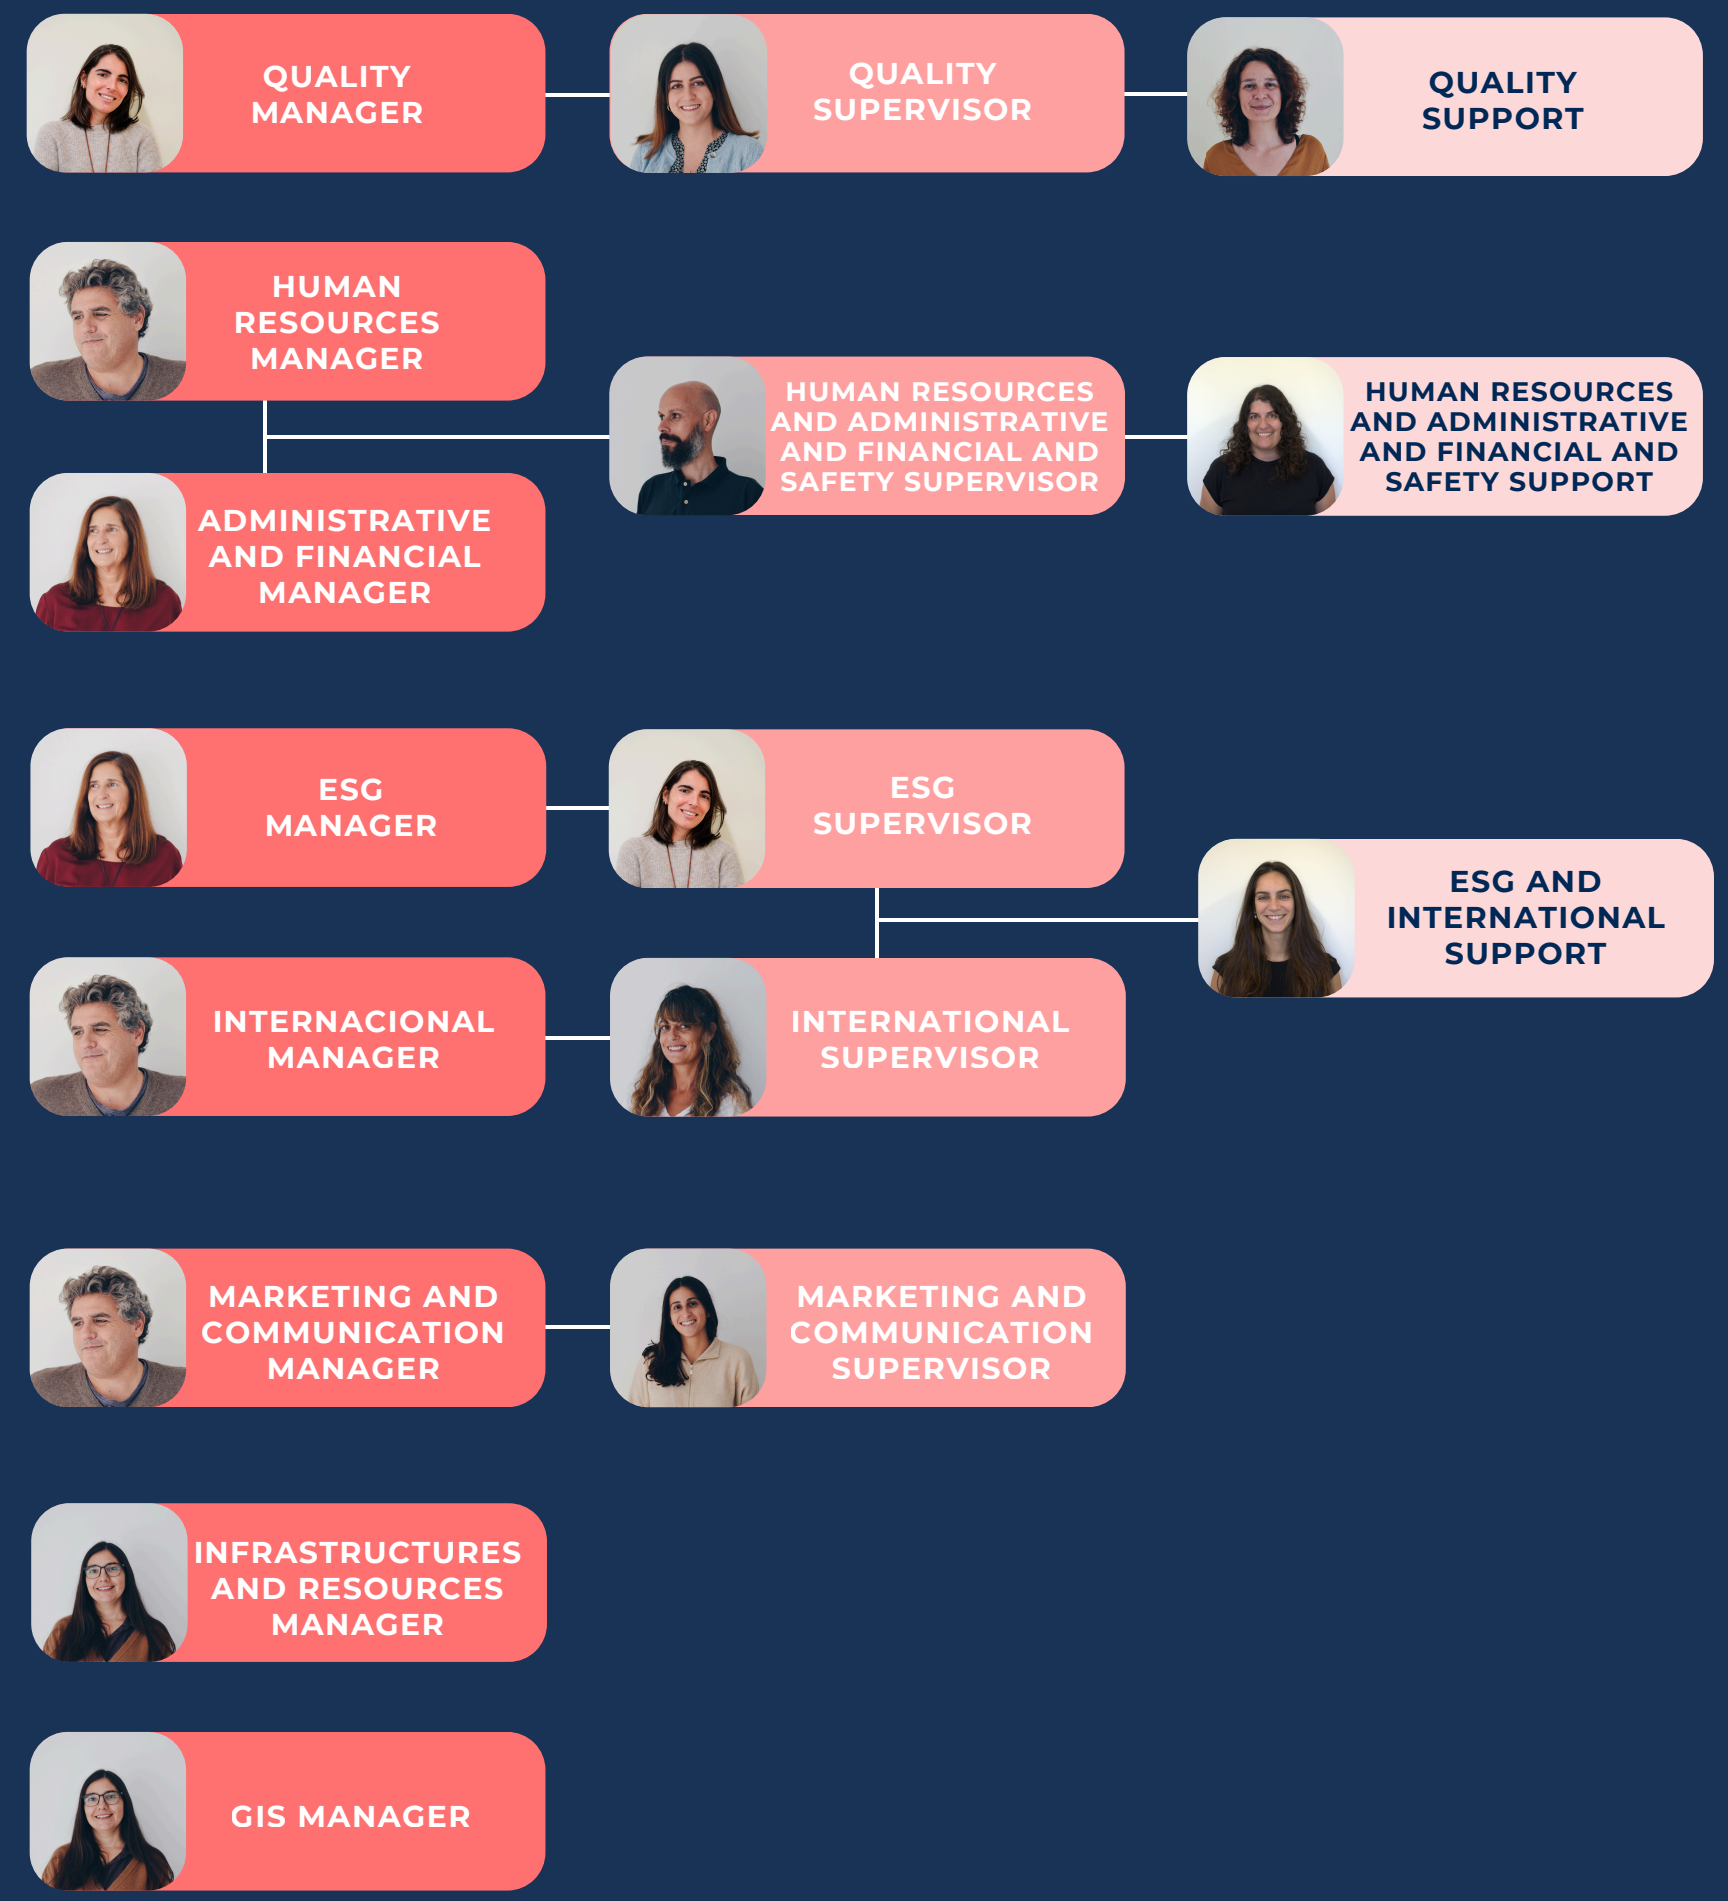 QUALITY
MANAGER
QUALITY
SUPERVISOR
QUALITY
SUPPORT
HUMAN
RESOURCES
MANAGER
HUMAN RESOURCES
AND ADMINISTRATIVE
AND FINANCIAL AND
SAFETY SUPERVISOR
HUMAN RESOURCES
AND ADMINISTRATIVE
AND FINANCIAL AND
SAFETY SUPPORT
ADMINISTRATIVE
AND FINANCIAL
MANAGER
ESG
MANAGER
ESG
SUPERVISOR
ESG AND
INTERNATIONAL
SUPPORT
INTERNACIONAL
MANAGER
INTERNATIONAL
SUPERVISOR
MARKETING AND
COMMUNICATION
MANAGER
MARKETING AND
COMMUNICATION
SUPERVISOR
INFRASTRUCTURES
AND RESOURCES
MANAGER
GIS MANAGER